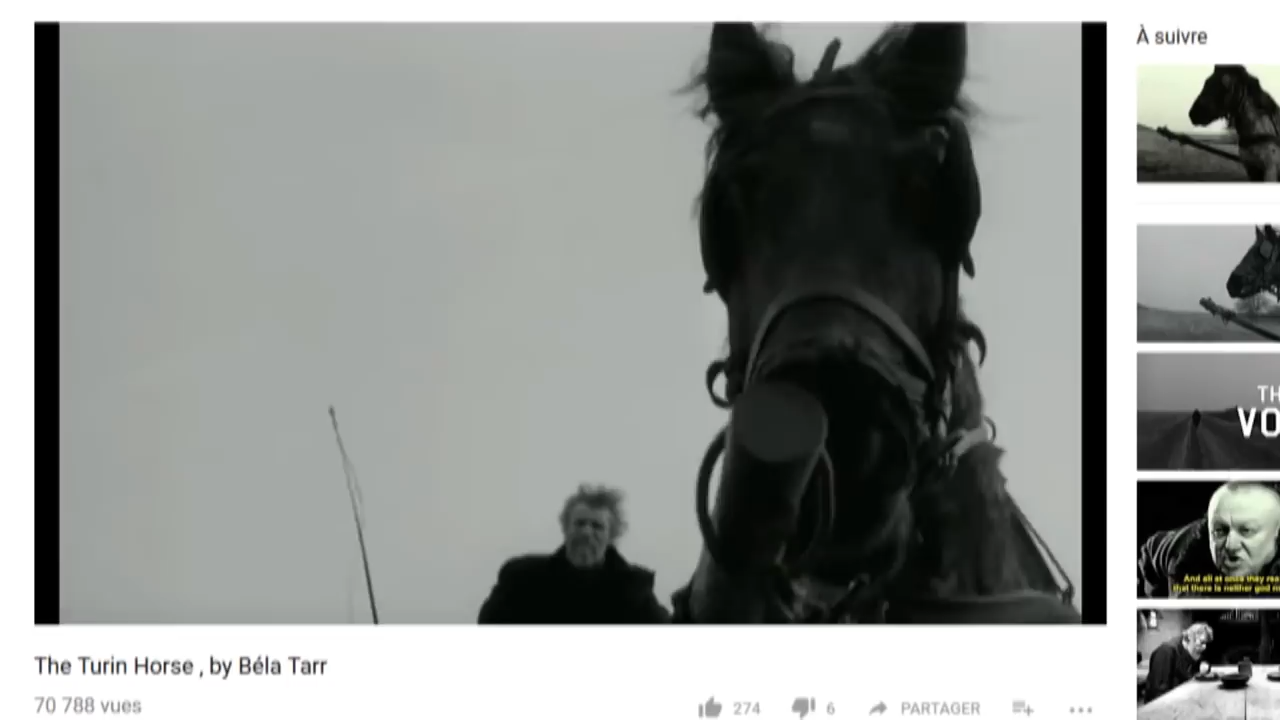 À suivre
TH
VO
And all at once they rea
that there is neither god n
The Turin Horse , by Béla Tarr
70 788 vues
274
6
PARTAGER